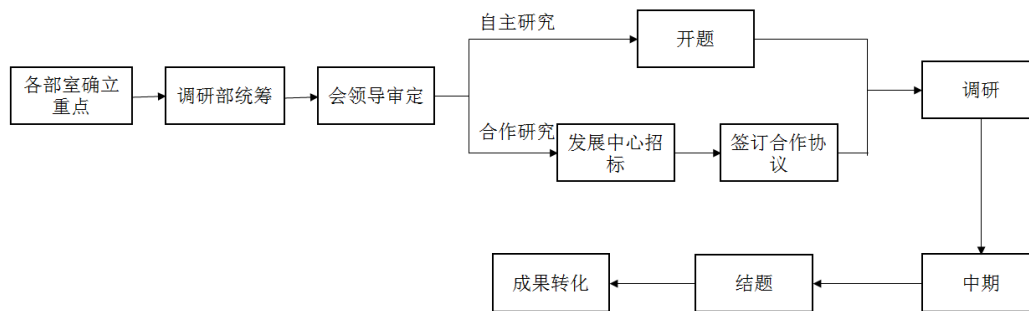 自主研究
开题
各部室确立
重点
调研部统筹
会领导审定
调研
合作研究
发展中心招
标
签订合作协
议
成果转化
结题
中期